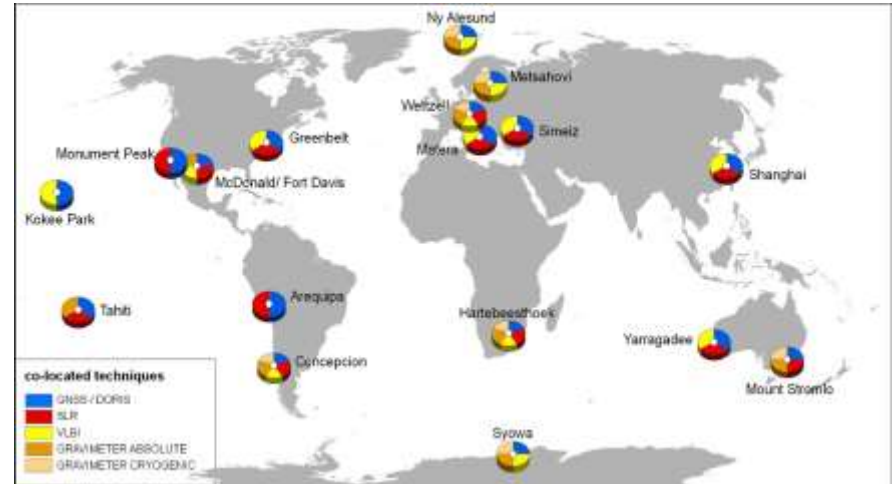 Ny Alesund
Metsahovi
Wettzell
Simeiz
Matera
Greenbelt
Monument Peak
McDonald/ Fort Davis
Shanghai
Kokee Park
Tahiti
Arequipa
Hartebeesthoek
Yarragadee
Concepcion
Mount Stromlo
Syowa
co-located techniques
GNSS / DORIS
SLR
VLBI
GRAVIMETER ABSOLUTE
GRAVIMETER CRYOGENIC